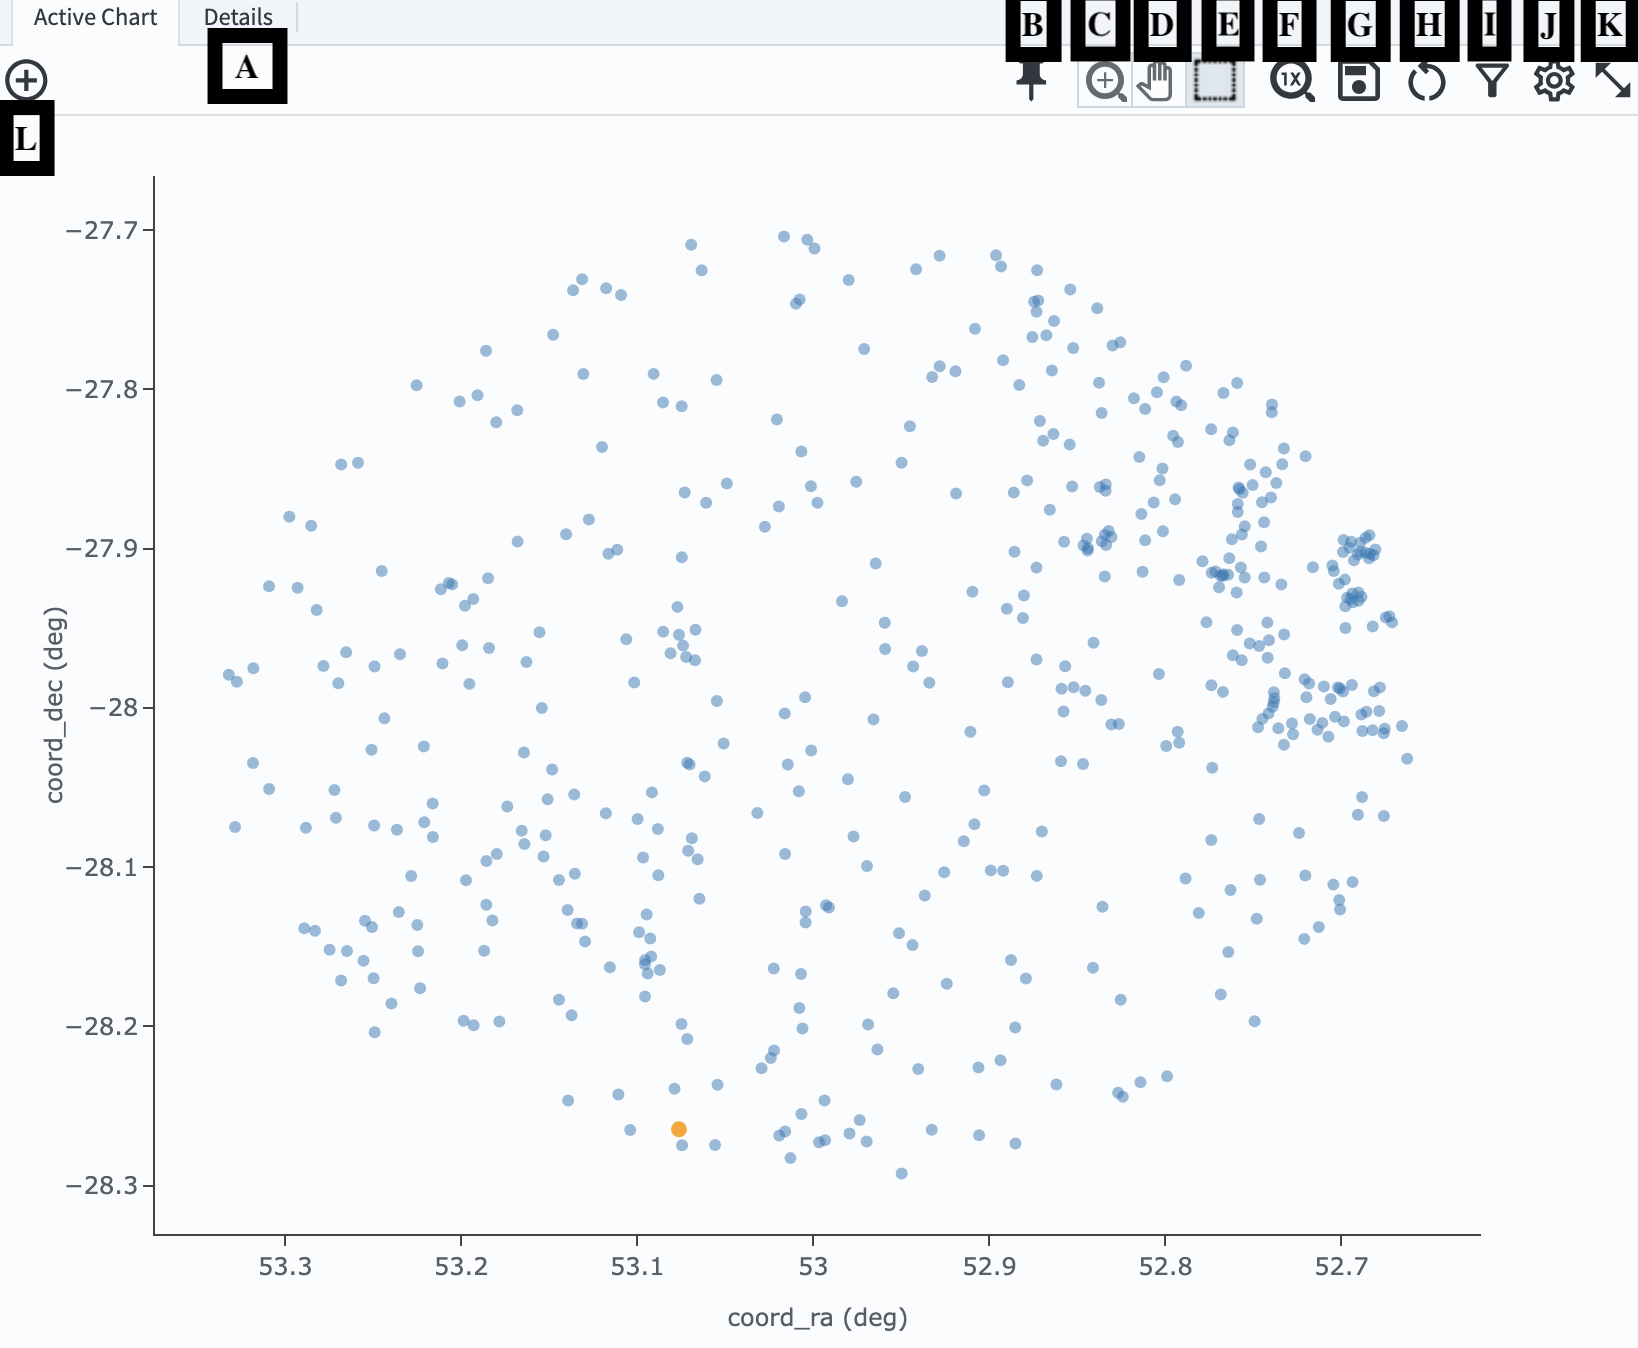 Active Chart Details
B C D E F G H I J K
A
1X
L
−27.7
−27.8
−27.9
−28
−28.1
−28.2
−28.3
coord_dec (deg)
53.3 53.2 53.1 53 52.9 52.8 52.7
coord_ra (deg)